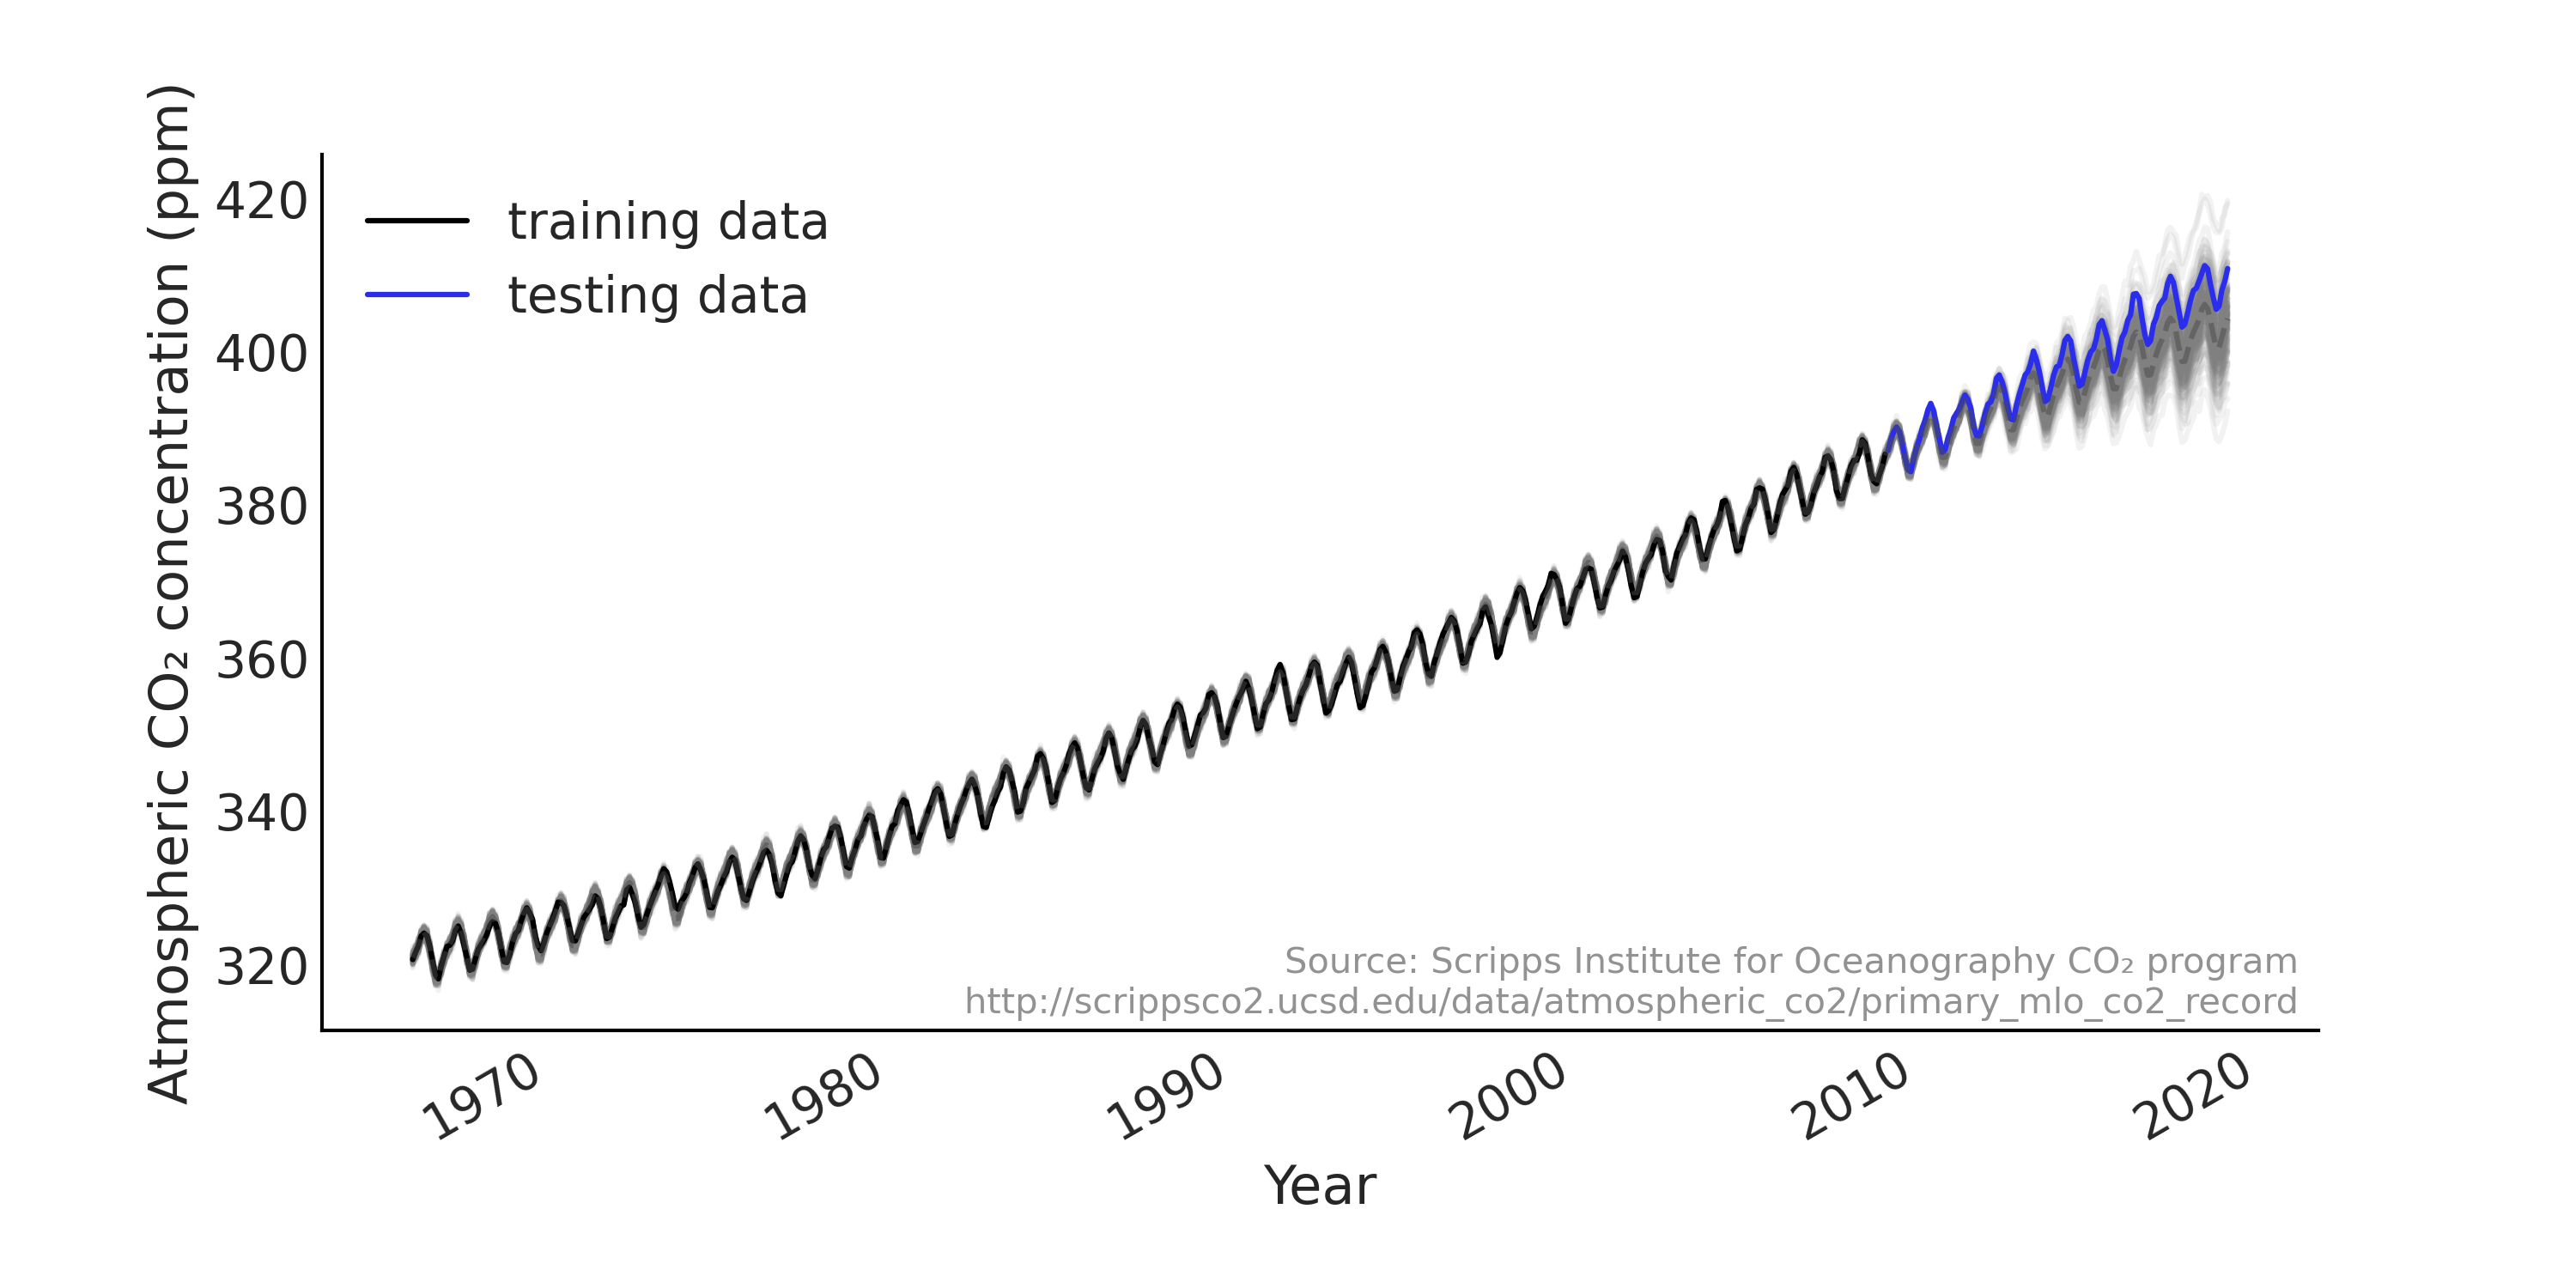 Atmospheric CO₂ concentration (ppm)
420
400
380
360
340
320
training data
testing data
Source: Scripps Institute for Oceanography CO₂ program
http://scrippsco2.ucsd.edu/data/atmospheric_co2/primary_mlo_co2_record
1970
1980
1990
2000
2010
2020
Year